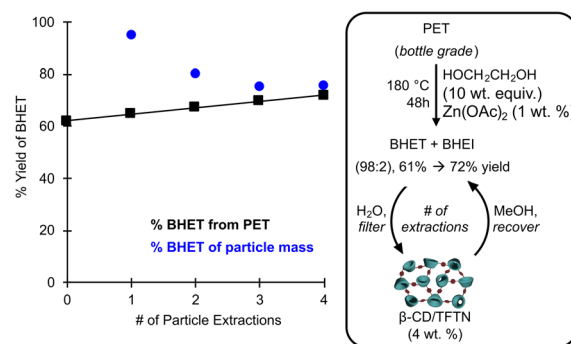 % Yield of BHET
100
80
60
40
20
0
% BHET from PET
% BHET of particle mass
0 1 2 3 4
# of Particle Extractions
PET
(bottle grade)
180 °C
48h
HOCH₂CH₂OH
(10 wt. equiv.)
Zn(OAc)₂ (1 wt. %)
BHET + BHEI
(98:2), 61% → 72% yield
H₂O,
filter
# of
extractions
MeOH,
recover
β-CD/TFTN
(4 wt. %)